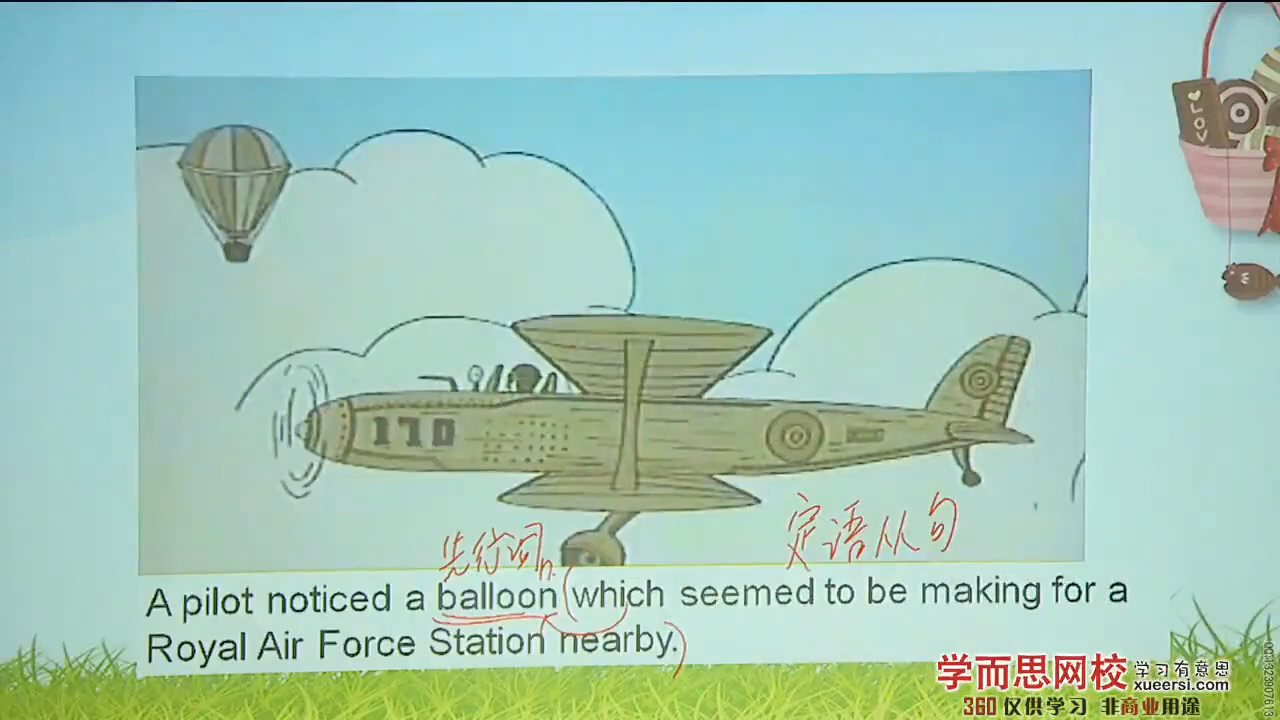 LOV
170
先行词n.
定语从句
A pilot noticed a balloon (which seemed to be making for a
Royal Air Force Station nearby.)
学而思网校 学习有意思
xueersi.com
360 仅供学习 非商业用途